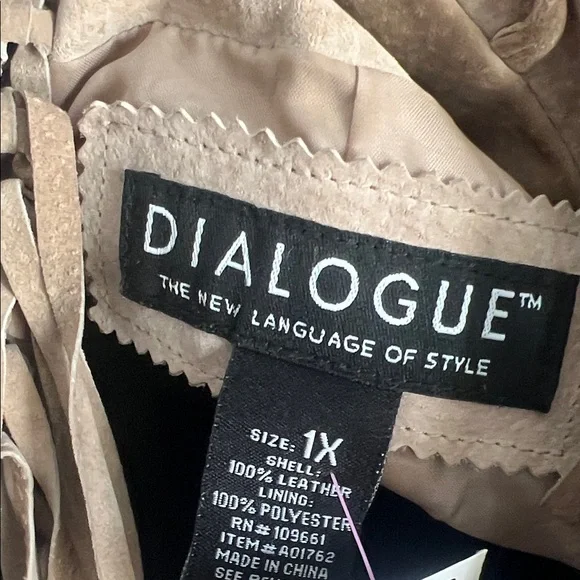 DIALOGUE™
THE NEW LANGUAGE OF STYLE
SIZE: 1X
SHELL:
100% LEATHER
LINING:
100% POLYESTER
RN# 109661
ITEM# A01762
MADE IN CHINA
SEE